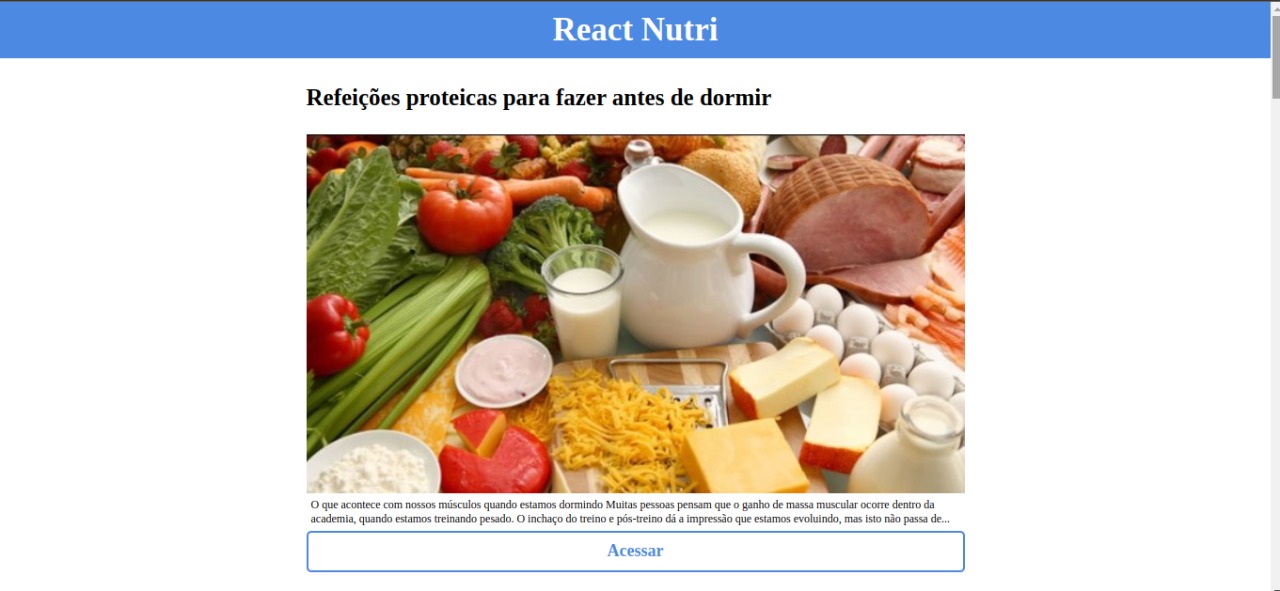 React Nutri
Refeições proteicas para fazer antes de dormir
O que acontece com nossos músculos quando estamos dormindo Muitas pessoas pensam que o ganho de massa muscular ocorre dentro da
academia, quando estamos treinando pesado. O inchaço do treino e pós-treino dá a impressão que estamos evoluindo, mas isto não passa de...
Acessar